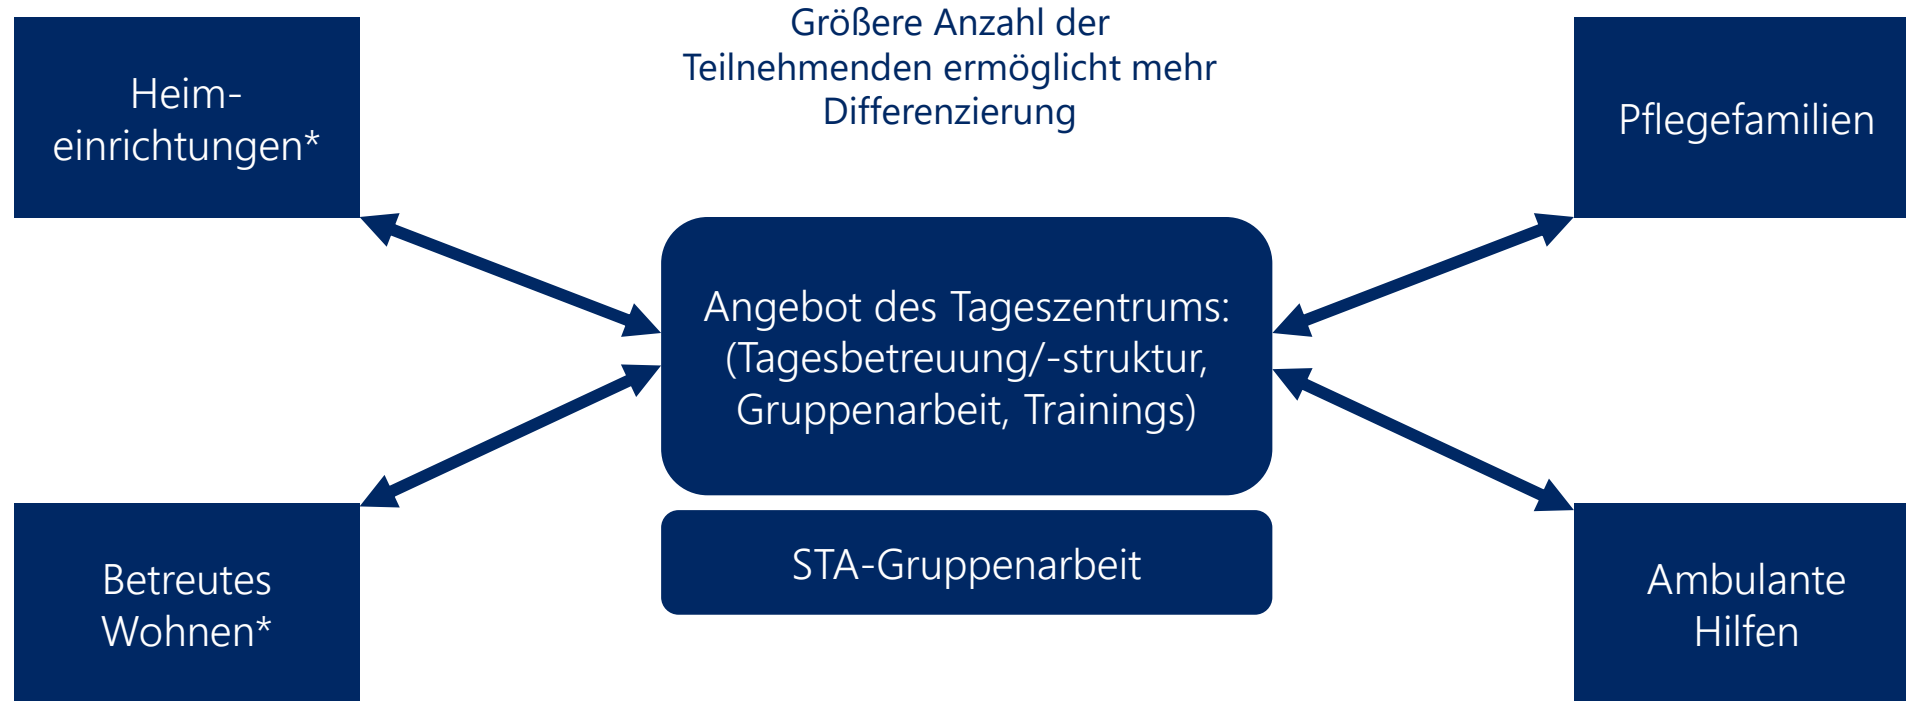 Größere Anzahl der
Teilnehmenden ermöglicht mehr
Differenzierung
Heim-
einrichtungen*
Pflegefamilien
Angebot des Tageszentrums:
(Tagesbetreuung/-struktur,
Gruppenarbeit, Trainings)
STA-Gruppenarbeit
Betreutes
Wohnen*
Ambulante
Hilfen